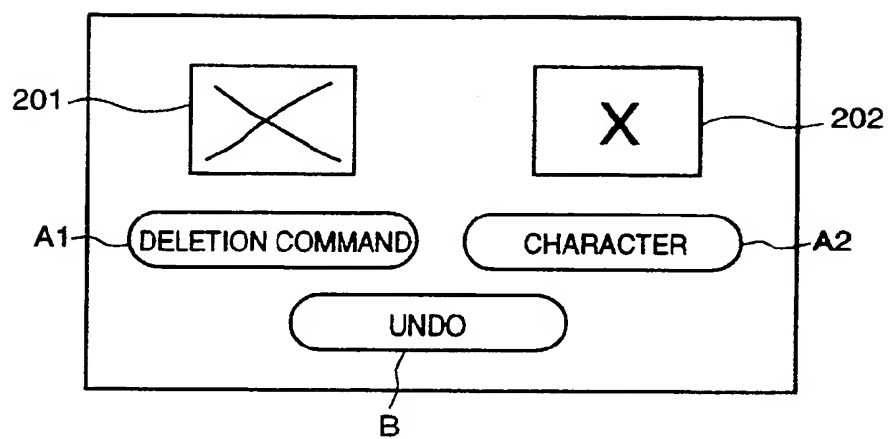 201
X
202
A1
DELETION COMMAND
CHARACTER
A2
UNDO
B